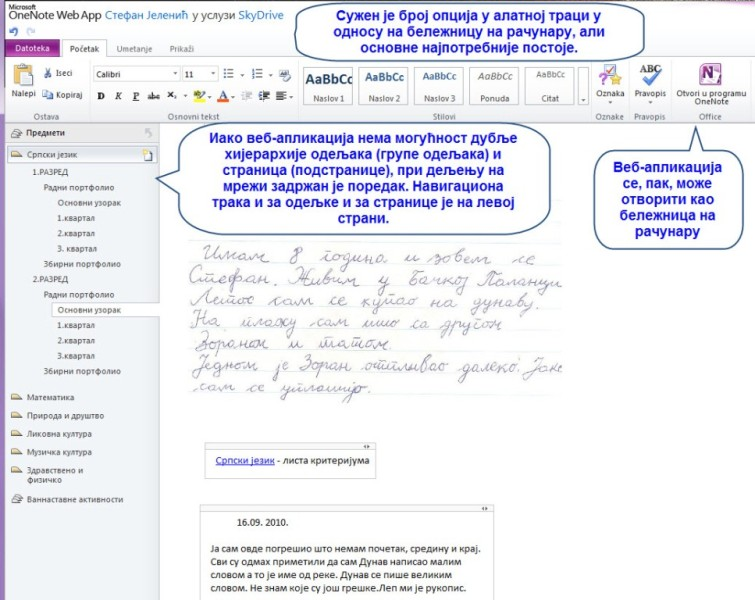 Microsoft
OneNote Web App Стефан Јеленић у услузи SkyDrive
Сужен је број опција у алатној траци у
односу на бележницу на рачунару, али
основне најпотребније постоје.
Datoteka Početak Umetanje Prikaži
Nalepi
Iseci
Kopiraj
Calibri 11
B K P abc X₂
AaBbCc AaBbCc AaBbCc AaBbCc AaBbCc
Naslov 1 Naslov 2 Naslov 3 Ponuda Citat
Oznaka
ABC
Pravopis
Otvori u programu
OneNote
Ostava Osnovni tekst Stilovi Oznake Pravopis Office
Предмети
Српски језик
1.РАЗРЕД
Радни портфолио
Основни узорак
1.квартал
2.квартал
3. квартал
Збирни портфолио
2.РАЗРЕД
Радни портфолио
Основни узорак
1.квартал
2.квартал
3.квартал
Збирни портфолио
Математика
Природа и друштво
Ликовна култура
Музичка култура
Здравствено и
физичко
Ваннаставне активности
Иако веб-апликација нема могућност дубље
хијерархије одељака (групе одељака) и
страница (подстранице), при дељењу на
мрежи задржан је поредак. Навигациона
трака и за одељке и за странице је на левој
страни.
Веб-апликација
се, пак, може
отворити као
бележница на
рачунару
Имам 8 година и зовем се
Стефан. Живим у Бачкој Паланци
Летос сам се купао на дунаву.
На плажу сам ишо са другом
Зораном и татом.
Једном је Зоран отпливао далеко. Јако
сам се уплашијо.
Српски језик - листа критеријума
16.09. 2010.
Ја сам овде погрешио што немам почетак, средину и крај.
Сви су одмах приметили да сам Дунав написао малим
словом а то је име од реке. Дунав се пише великим
словом. Не знам које су још грешке.Леп ми је рукопис.